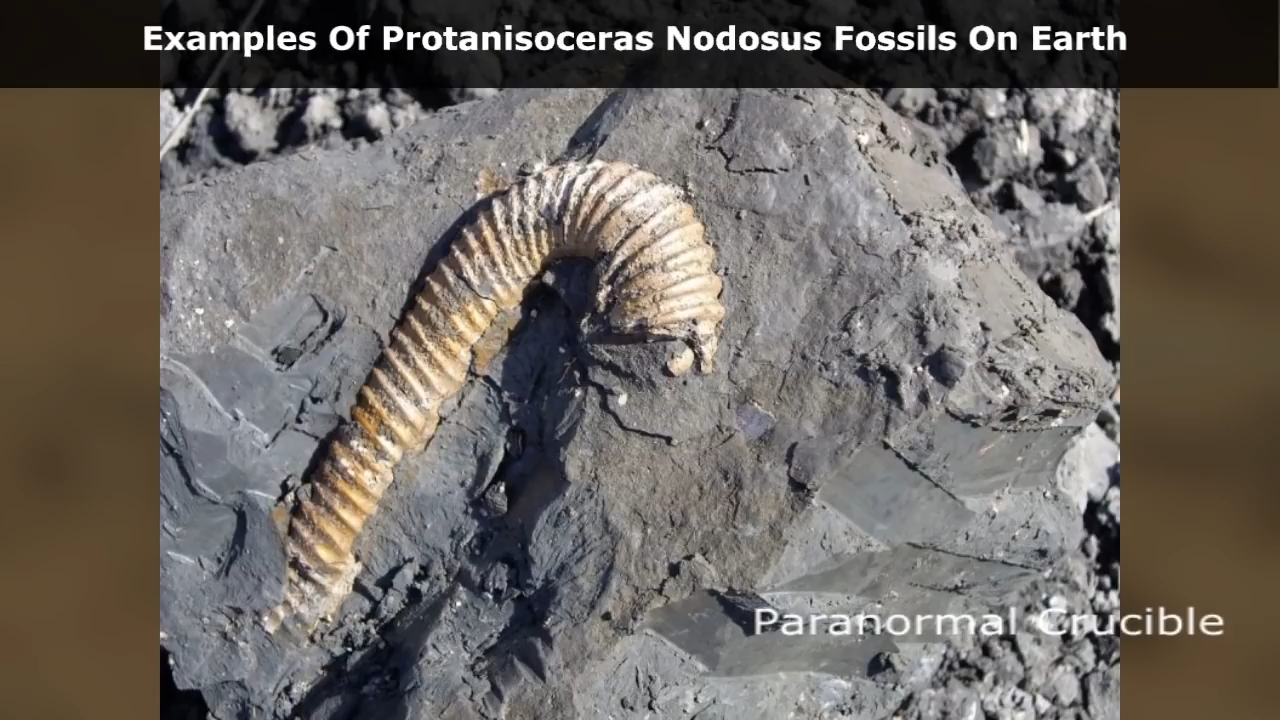 Examples Of Protanisoceras Nodosus Fossils On Earth
Paranormal Crucible